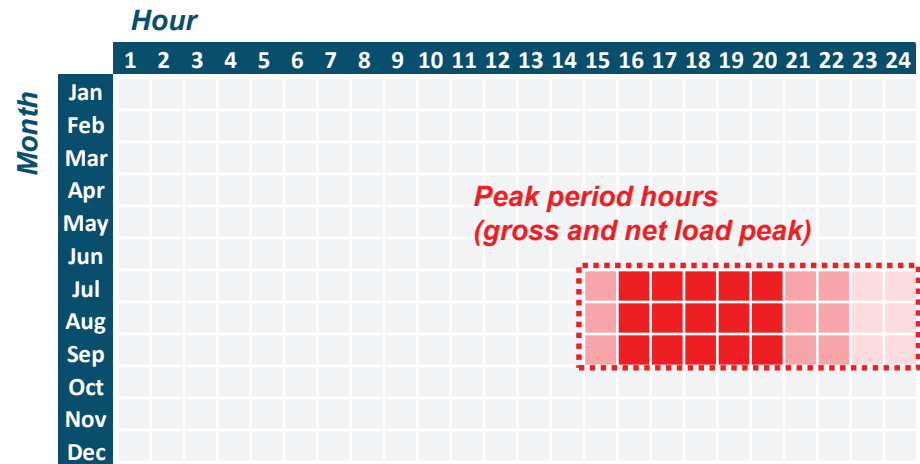 Hour
1 2 3 4 5 6 7 8 9 10 11 12 13 14 15 16 17 18 19 20 21 22 23 24
Month
Jan
Feb
Mar
Apr
May
Jun
Jul
Aug
Sep
Oct
Nov
Dec
Peak period hours
(gross and net load peak)